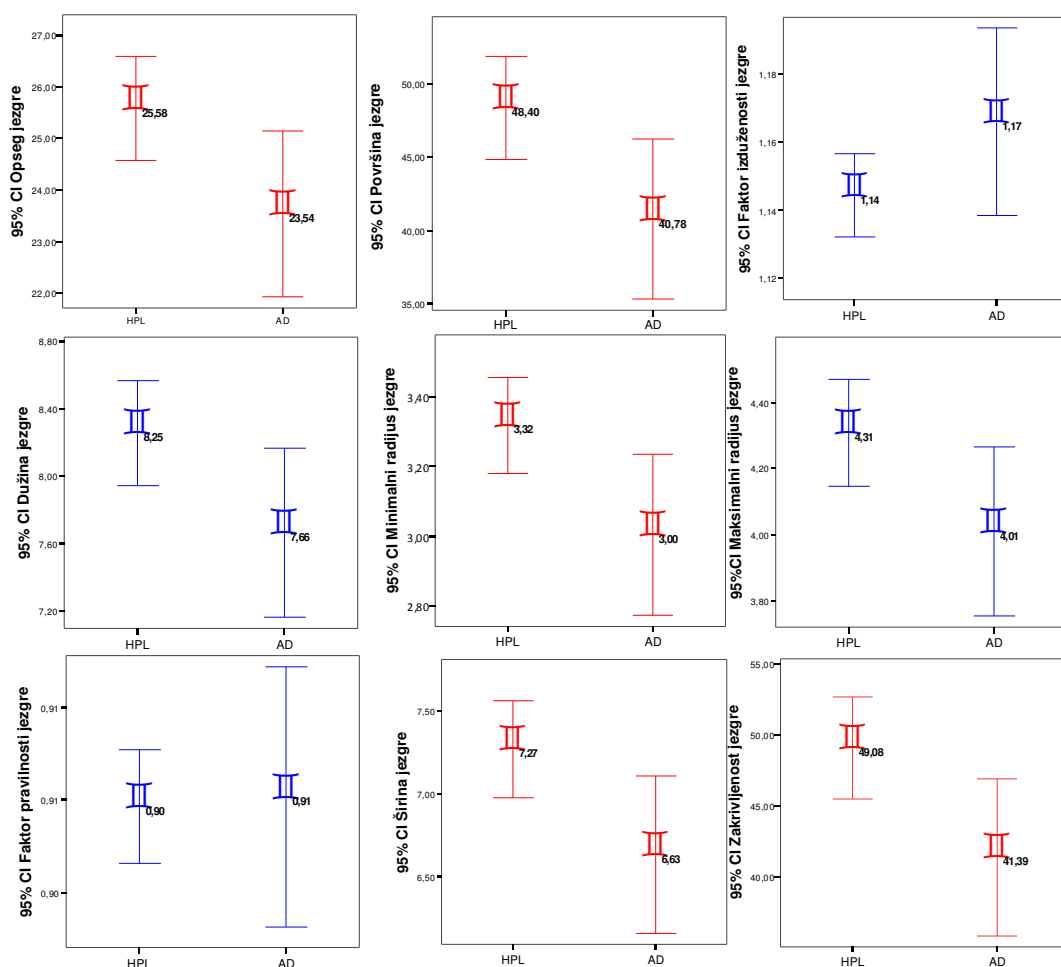 95% CI Opseg jezgre
27,00
26,00
25,00
24,00
23,00
22,00
25,58
23,54
HPL
AD
95% CI Površina jezgre
50,00
45,00
40,00
35,00
48,40
40,78
HPL
AD
95% CI Faktor izduženosti jezgre
1,18
1,16
1,14
1,12
1,14
1,17
HPL
AD
95% CI Dužina jezgre
8,80
8,40
8,00
7,60
7,20
8,25
7,66
HPL
AD
95% CI Minimalni radijus jezgre
3,40
3,20
3,00
2,80
3,32
3,00
HPL
AD
95%CI Maksimalni radijus jezgre
4,40
4,20
4,00
3,80
4,31
4,01
HPL
AD
95% CI Faktor pravilnosti jezgre
0,91
0,91
0,90
0,90
0,91
HPL
AD
95% CI Širina jezgre
7,50
7,00
6,50
7,27
6,63
HPL
AD
95% CI Zakrivljenost jezgre
55,00
50,00
45,00
40,00
49,08
41,39
HPL
AD